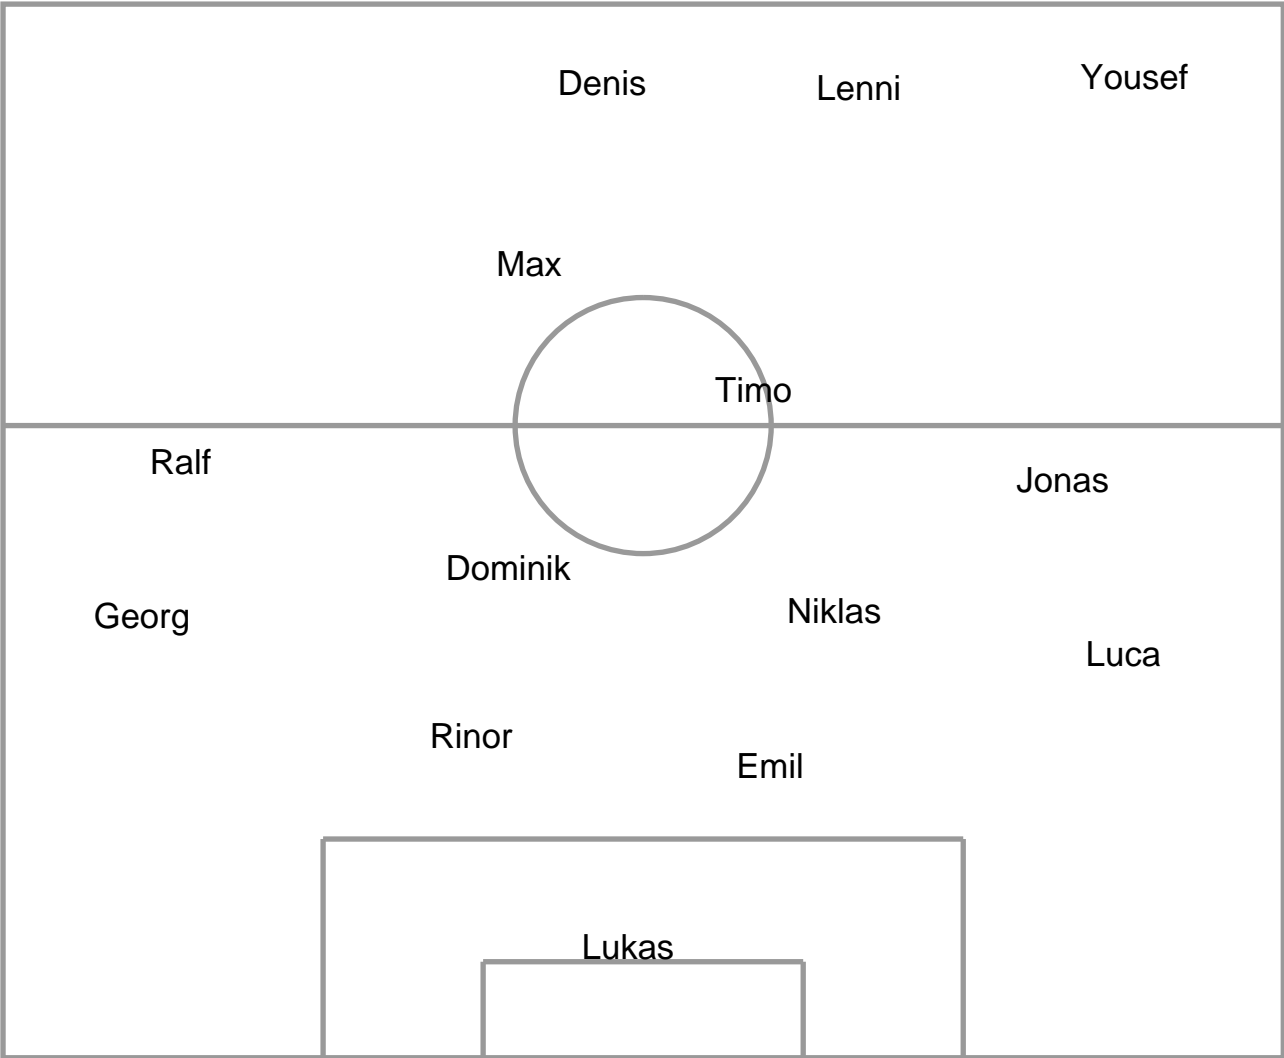 Denis
Lenni
Yousef
Max
Timo
Ralf
Jonas
Dominik
Niklas
Georg
Luca
Rinor
Emil
Lukas